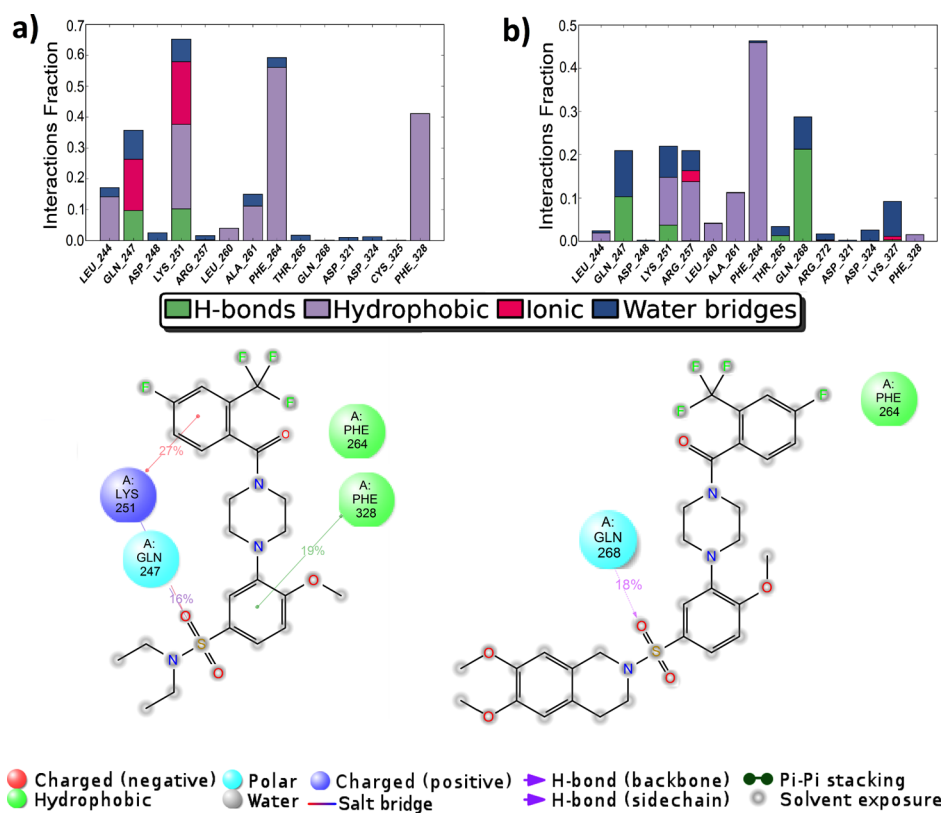 a)
b)
Interactions Fraction
0.7
0.6
0.5
0.4
0.3
0.2
0.1
0.0
LEU_244
GLN_247
ASP_248
LYS_251
ARG_257
LEU_260
ALA_261
PHE_264
THR_265
GLN_268
ASP_321
ASP_324
CYS_325
PHE_328
Interactions Fraction
0.5
0.4
0.3
0.2
0.1
0.0
LEU_244
GLN_247
ASP_248
LYS_251
ARG_257
LEU_260
ALA_261
PHE_264
THR_265
GLN_268
ARG_272
ASP_321
ASP_324
LYS_327
PHE_328
H-bonds Hydrophobic Ionic Water bridges
F
F
F
F
O
N
N
O
O
S
N
O
27%
19%
16%
A:
LYS
251
A:
GLN
247
A:
PHE
264
A:
PHE
328
F
F
F
F
O
N
N
O
O
S
O
N
O
O
18%
A:
GLN
268
A:
PHE
264
Charged (negative) Polar Charged (positive) H-bond (backbone) Pi-Pi stacking
Hydrophobic Water Salt bridge H-bond (sidechain) Solvent exposure